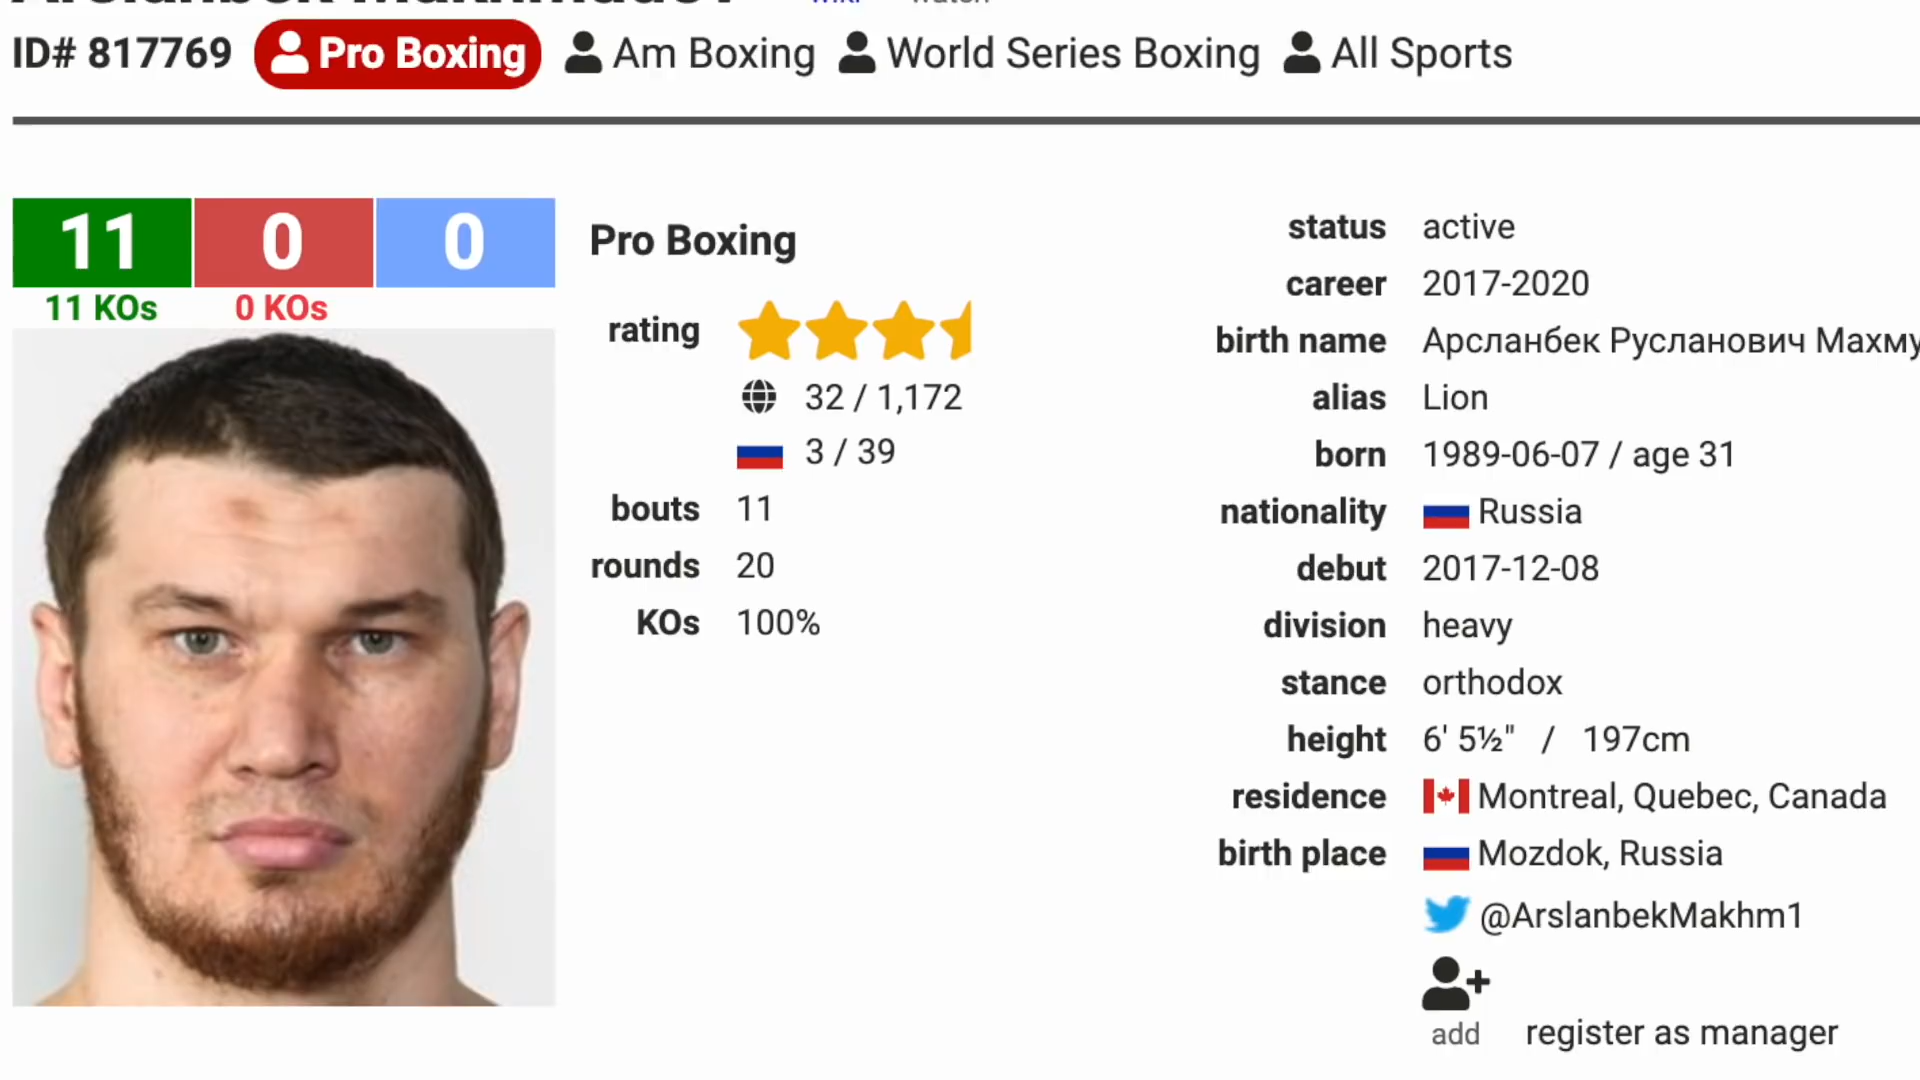 ID# 817769 Pro Boxing Am Boxing World Series Boxing All Sports
11 0 0
11 KOs 0 KOs
Pro Boxing
rating
32 / 1,172
3 / 39
bouts 11
rounds 20
KOs 100%
status active
career 2017-2020
birth name Арсланбек Русланович Махму
alias Lion
born 1989-06-07 / age 31
nationality Russia
debut 2017-12-08
division heavy
stance orthodox
height 6' 5½" / 197cm
residence Montreal, Quebec, Canada
birth place Mozdok, Russia
@ArslanbekMakhm1
add register as manager